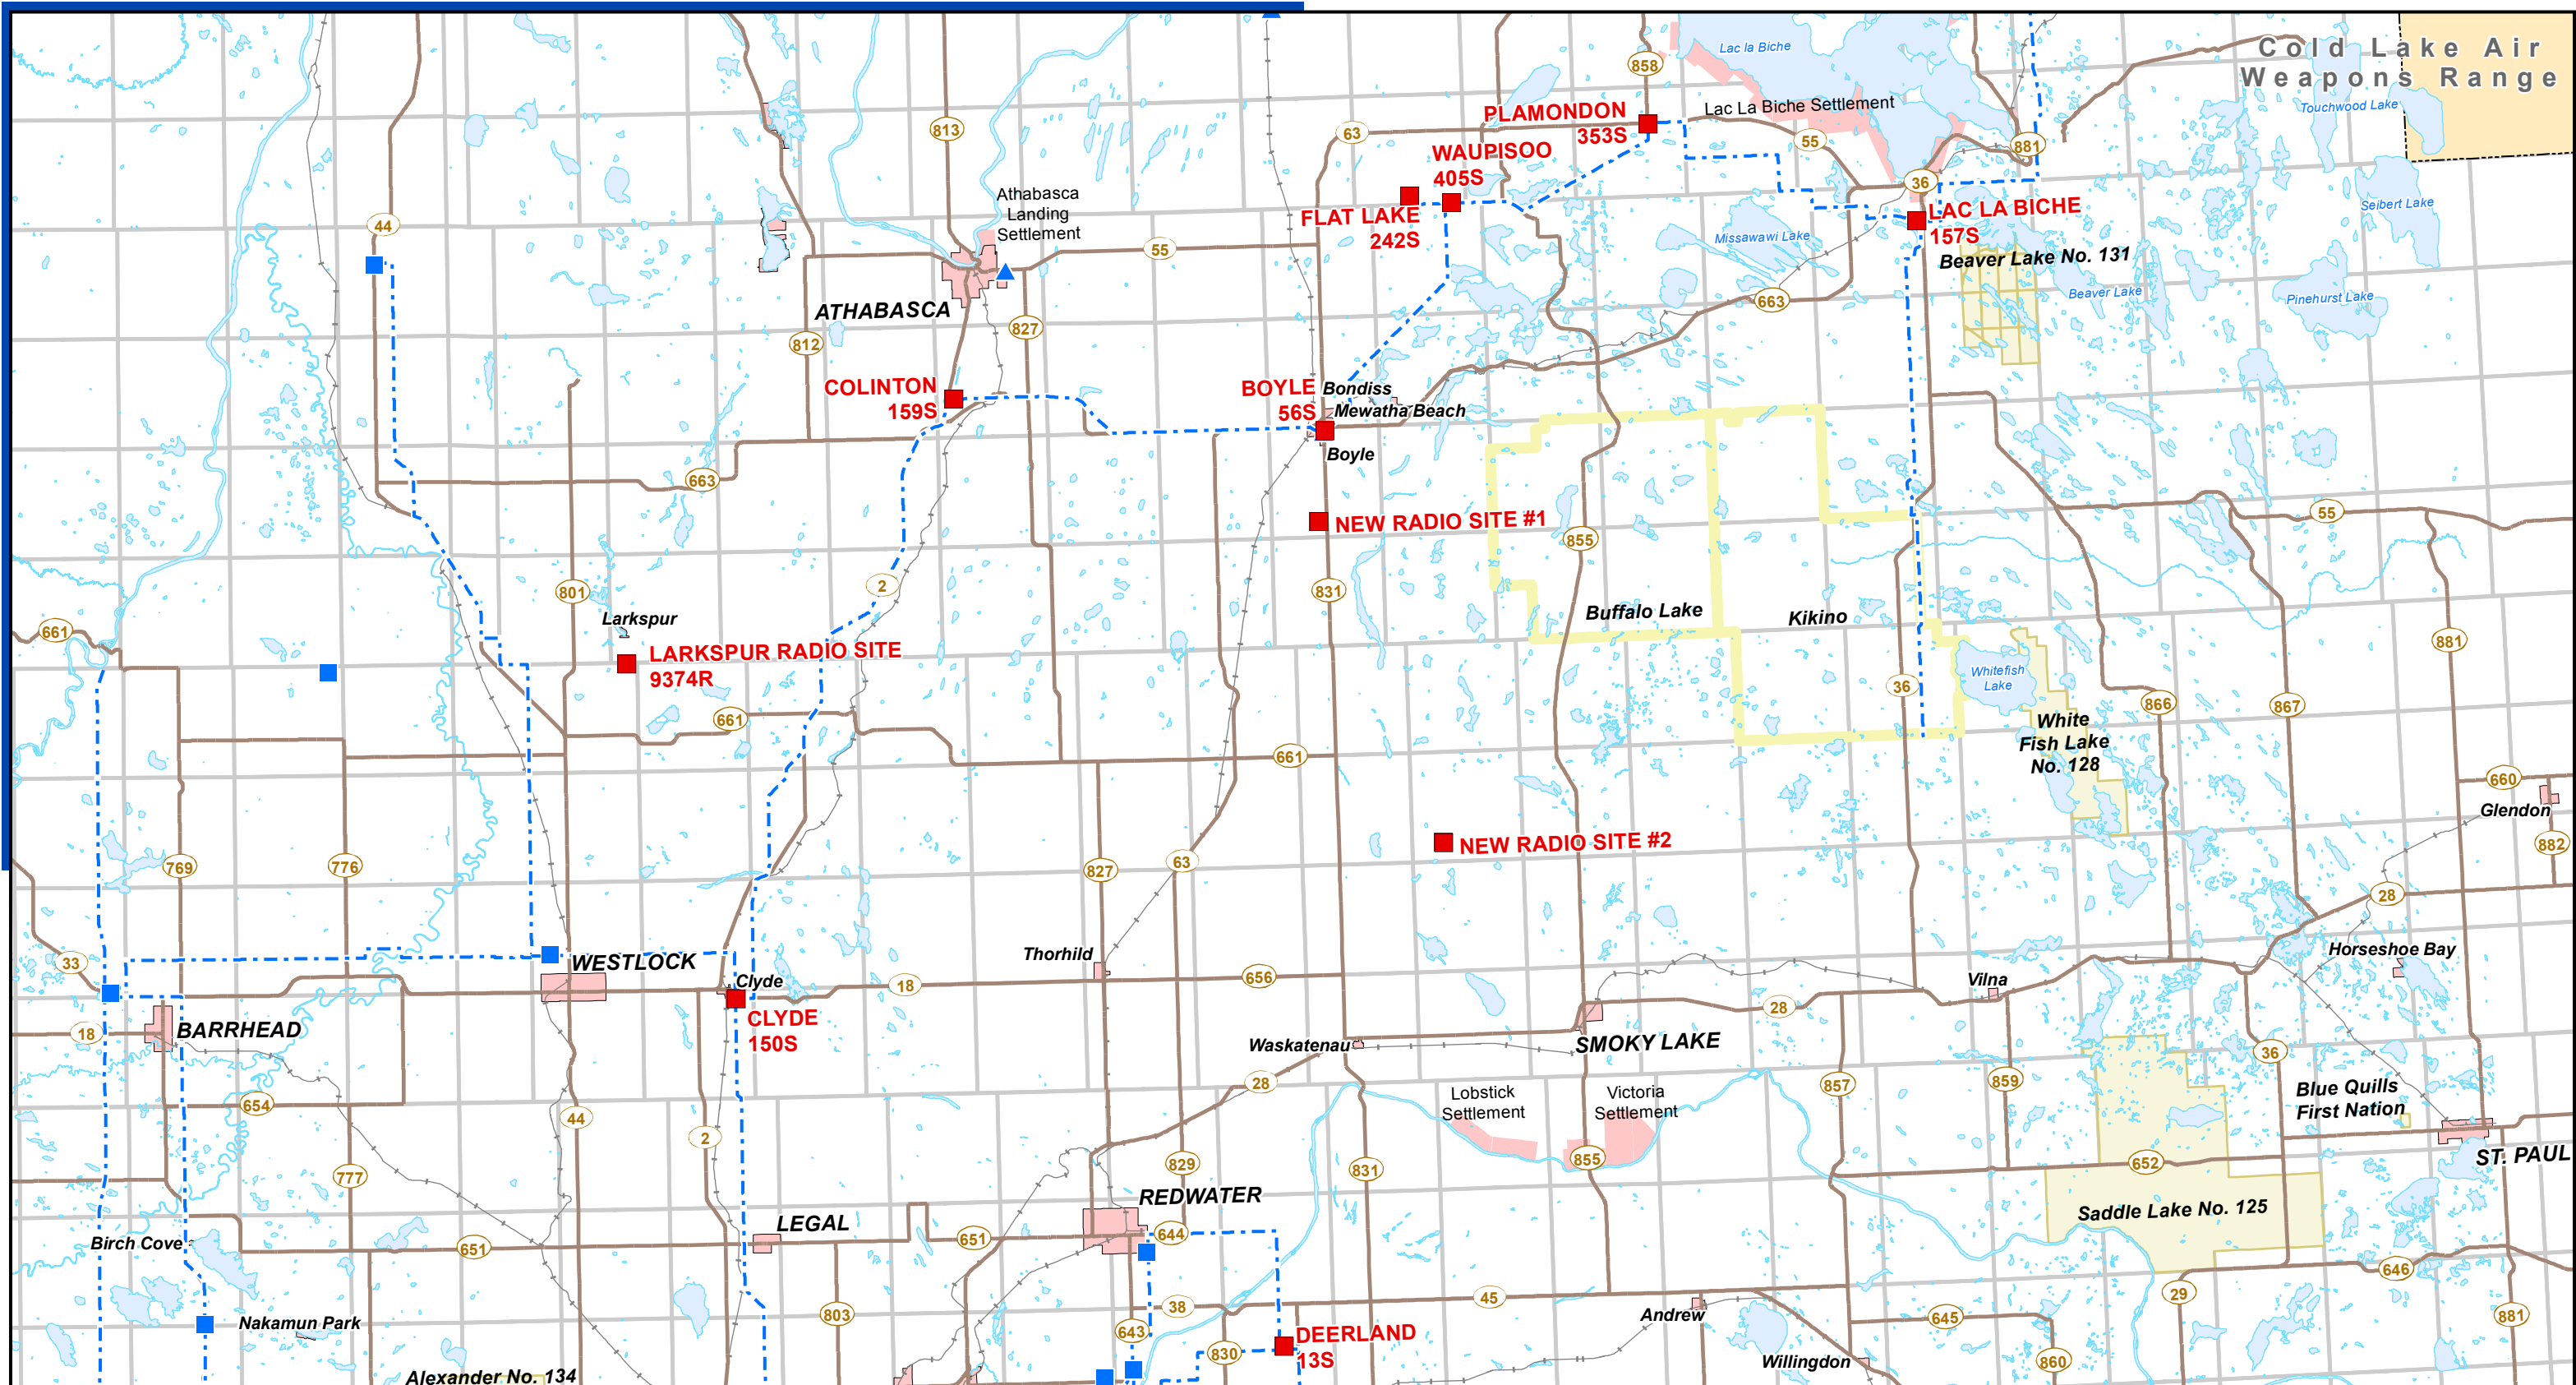 Cold Lake Air
Weapons Range
Lac la Biche
Touchwood Lake
858
PLAMONDON
353S
Lac La Biche Settlement
813
63
55
881
WAUPISOO
405S
36
Athabasca
Landing
Settlement
Seibert Lake
44
FLAT LAKE
242S
LAC LA BICHE
157S
Missawawi Lake
55
Beaver Lake No. 131
Beaver Lake
Pinehurst Lake
663
ATHABASCA
827
812
COLINTON
159S
BOYLE
56S
Bondiss
Mewatha Beach
Boyle
663
NEW RADIO SITE #1
55
855
2
801
831
Larkspur
Buffalo Lake
Kikino
661
881
LARKSPUR RADIO SITE
9374R
Whitefish
Lake
36
866
867
661
White
Fish Lake
No. 128
661
660
Glendon
NEW RADIO SITE #2
882
769
776
827
63
28
WESTLOCK
Thorhild
Horseshoe Bay
33
Clyde
18
656
Vilna
28
CLYDE
150S
18
BARRHEAD
Waskatenau
SMOKY LAKE
36
28
857
859
Lobstick
Settlement
Victoria
Settlement
Blue Quills
First Nation
654
44
2
777
829
831
855
652
ST. PAUL
REDWATER
LEGAL
Saddle Lake No. 125
Birch Cove
651
651
644
646
803
38
45
29
Nakamun Park
643
Andrew
645
881
DEERLAND
13S
830
Willingdon
860
Alexander No. 134